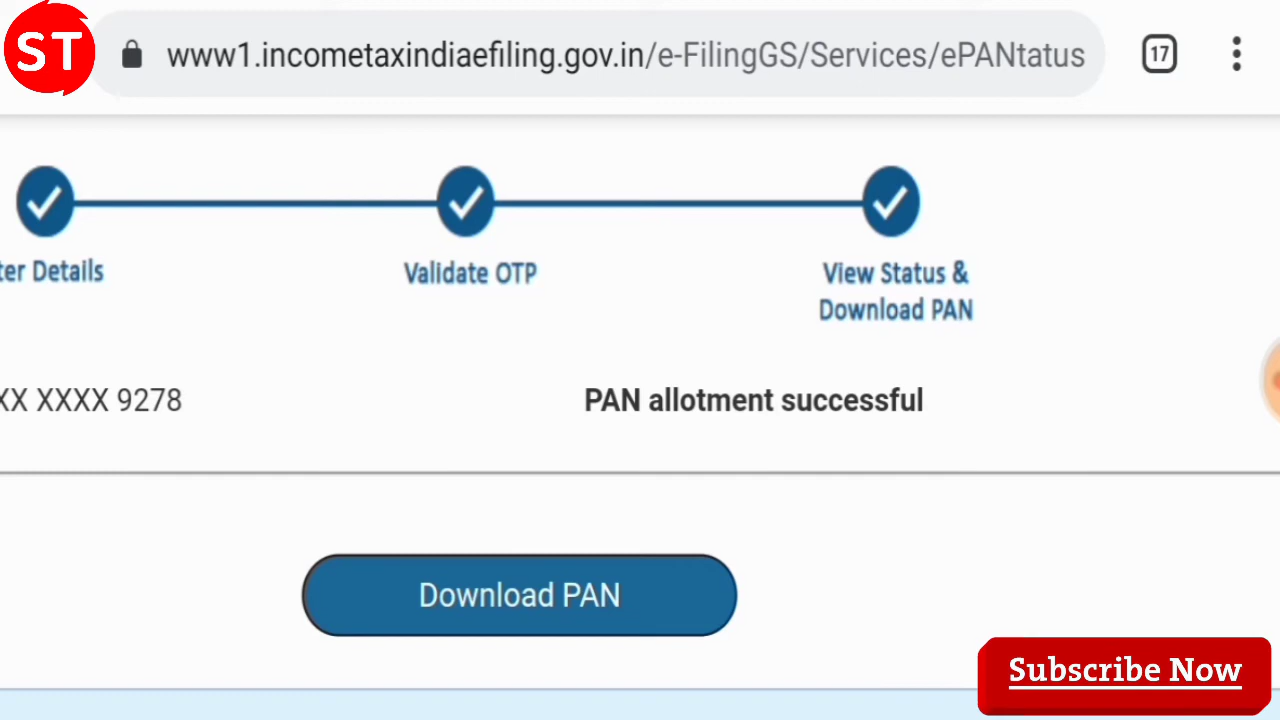 ST
www1.incometaxindiaefiling.gov.in/e-FilingGS/Services/ePANtatus
17
ter Details
Validate OTP
View Status &
Download PAN
XX XXXX 9278
PAN allotment successful
Download PAN
Subscribe Now